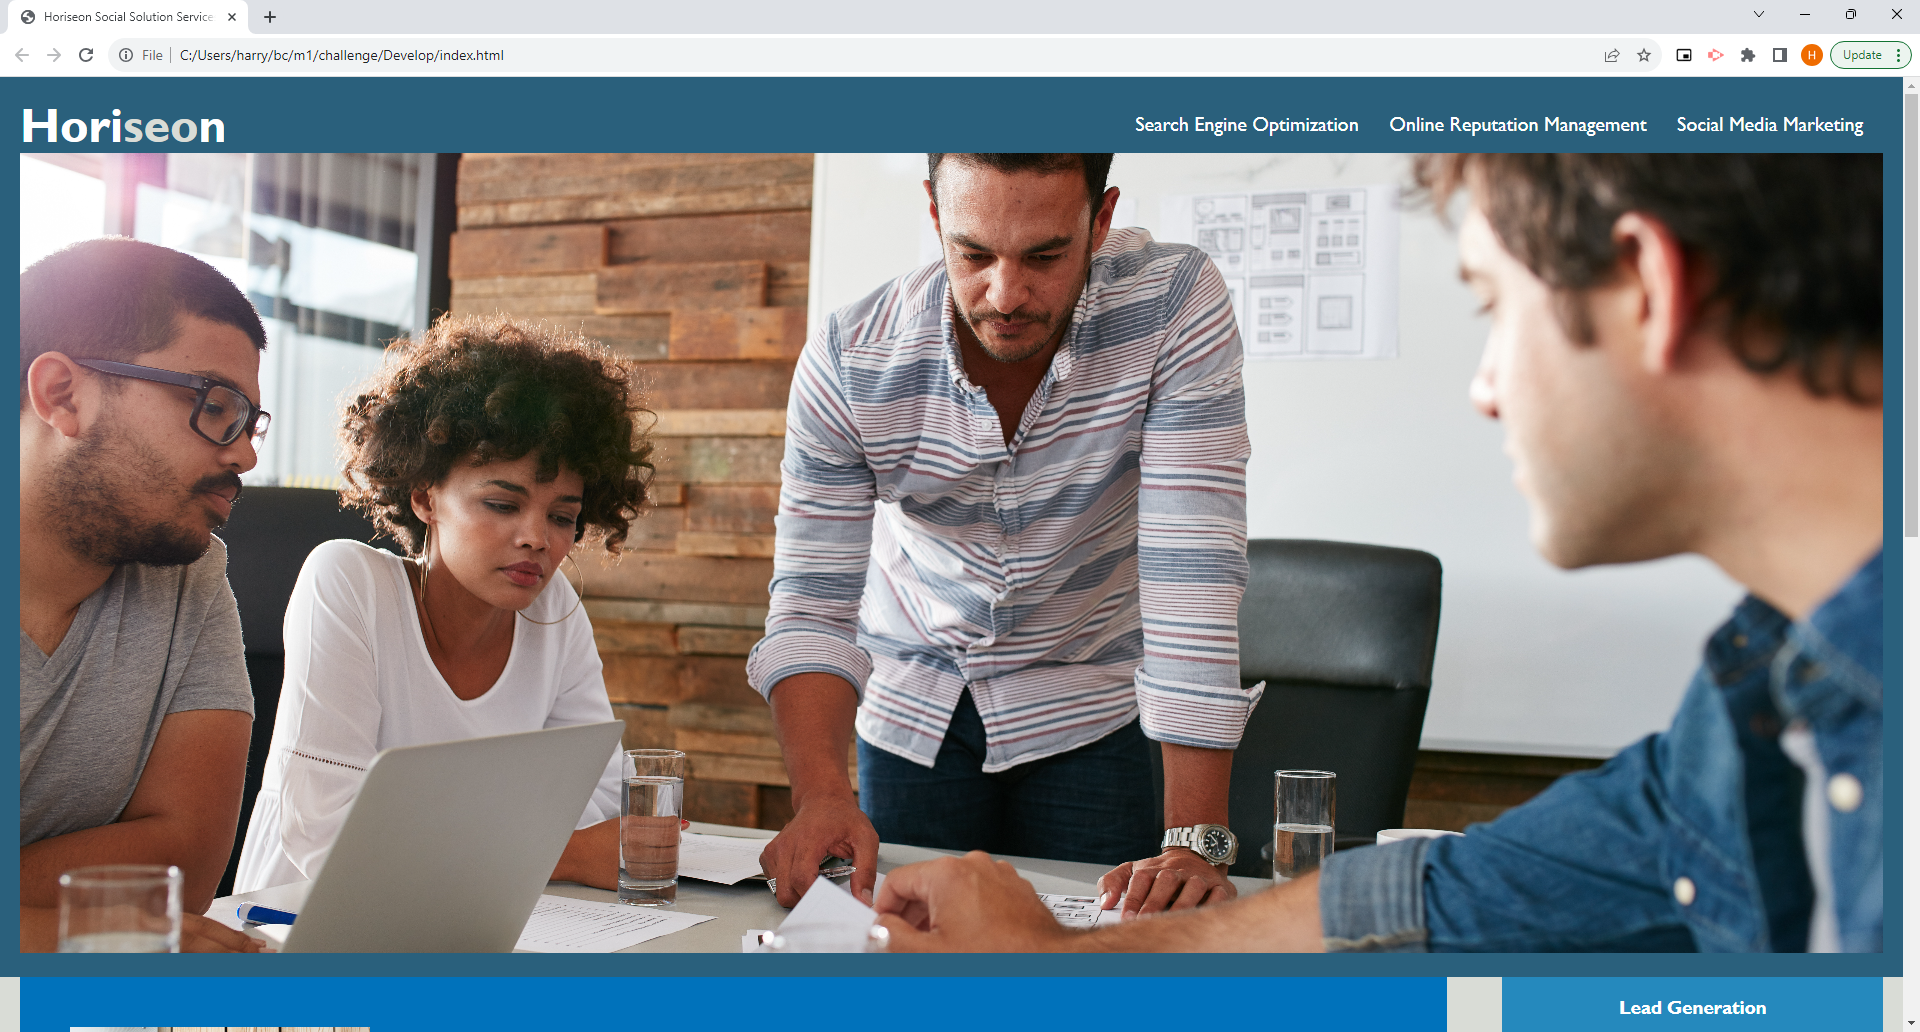 Horiseon Social Solution Service
File
C:/Users/harry/bc/m1/challenge/Develop/index.html
H
Update
Horiseon
Search Engine Optimization
Online Reputation Management
Social Media Marketing
Lead Generation